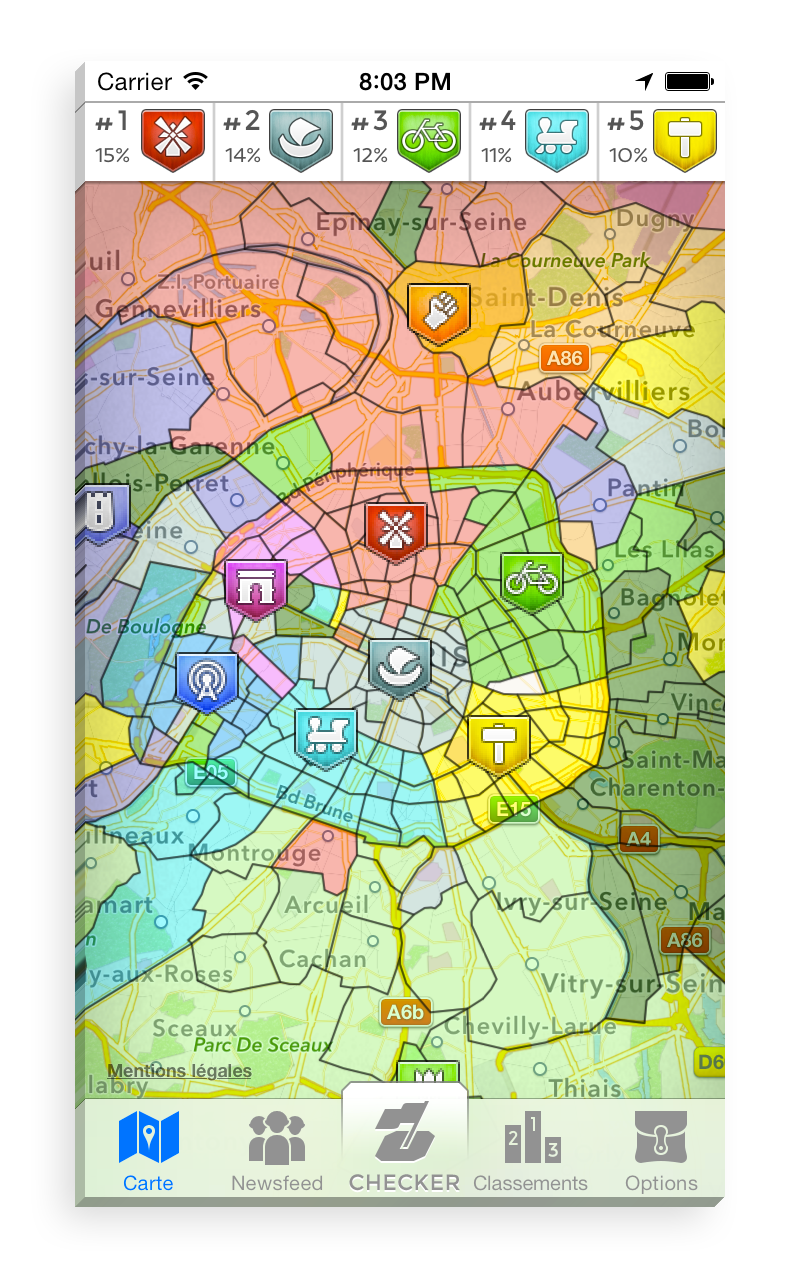 Carrier 8:03 PM
#1 #2 #3 #4 #5
15% 14% 12% 11% 10%
Epinay-sur-Seine
Dugny
La Courneuve Park
euil
Z.I. Portuaire
Saint-Denis
Gennevilliers
La Courneuve
A86
s-sur-Seine
Aubervilliers
Bo
chy-la-Garenne
Bd Périphérique
llois-Perret
Pantin
eine
Les Lilas
Bagnolet
De Boulogne
Mon
IS
Vinc
Saint-Ma
E05
rt
Charenton-
Bd Brune
E15
ulineaux
A4
Montrouge
Arcueil
Ivry-sur-Seine
amart
Ma
n
A86
Cachan
y-aux-Roses
Vitry-sur-Sein
A6b
Sceaux
Chevilly-Larue
Parc De Sceaux
D6
Mentions légales
labry
Thiais
2 1 3
Carte Newsfeed CHECKER Classements Options